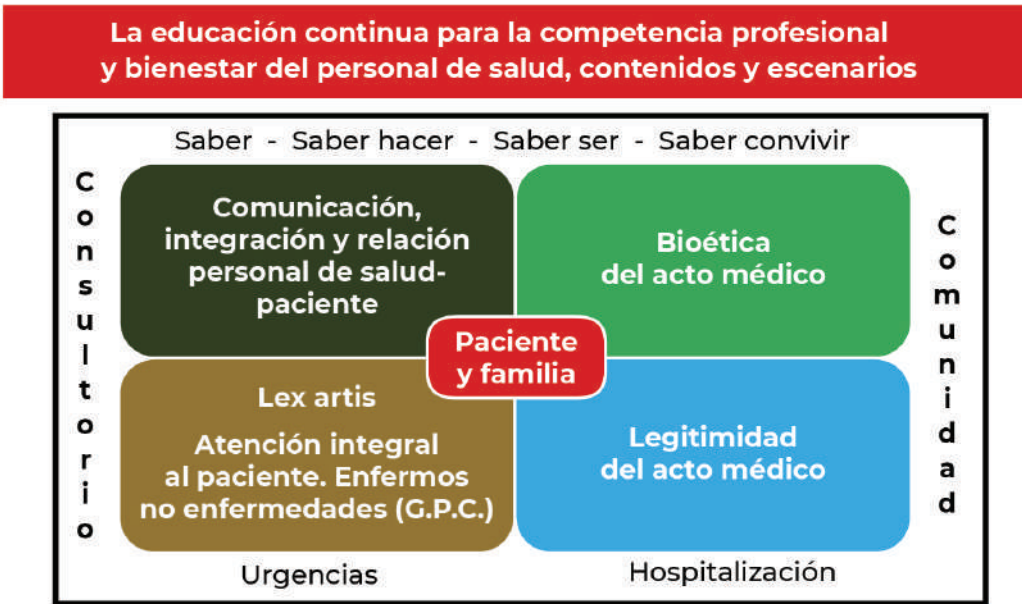 La educación continua para la competencia profesional
y bienestar del personal de salud, contenidos y escenarios
Saber - Saber hacer - Saber ser - Saber convivir
Consultorio
Comunicación,
integración y relación
personal de salud-
paciente
Bioética
del acto médico
Comunidad
Paciente
y familia
Lex artis
Atención integral
al paciente. Enfermos
no enfermedades (G.P.C.)
Legitimidad
del acto médico
Urgencias
Hospitalización